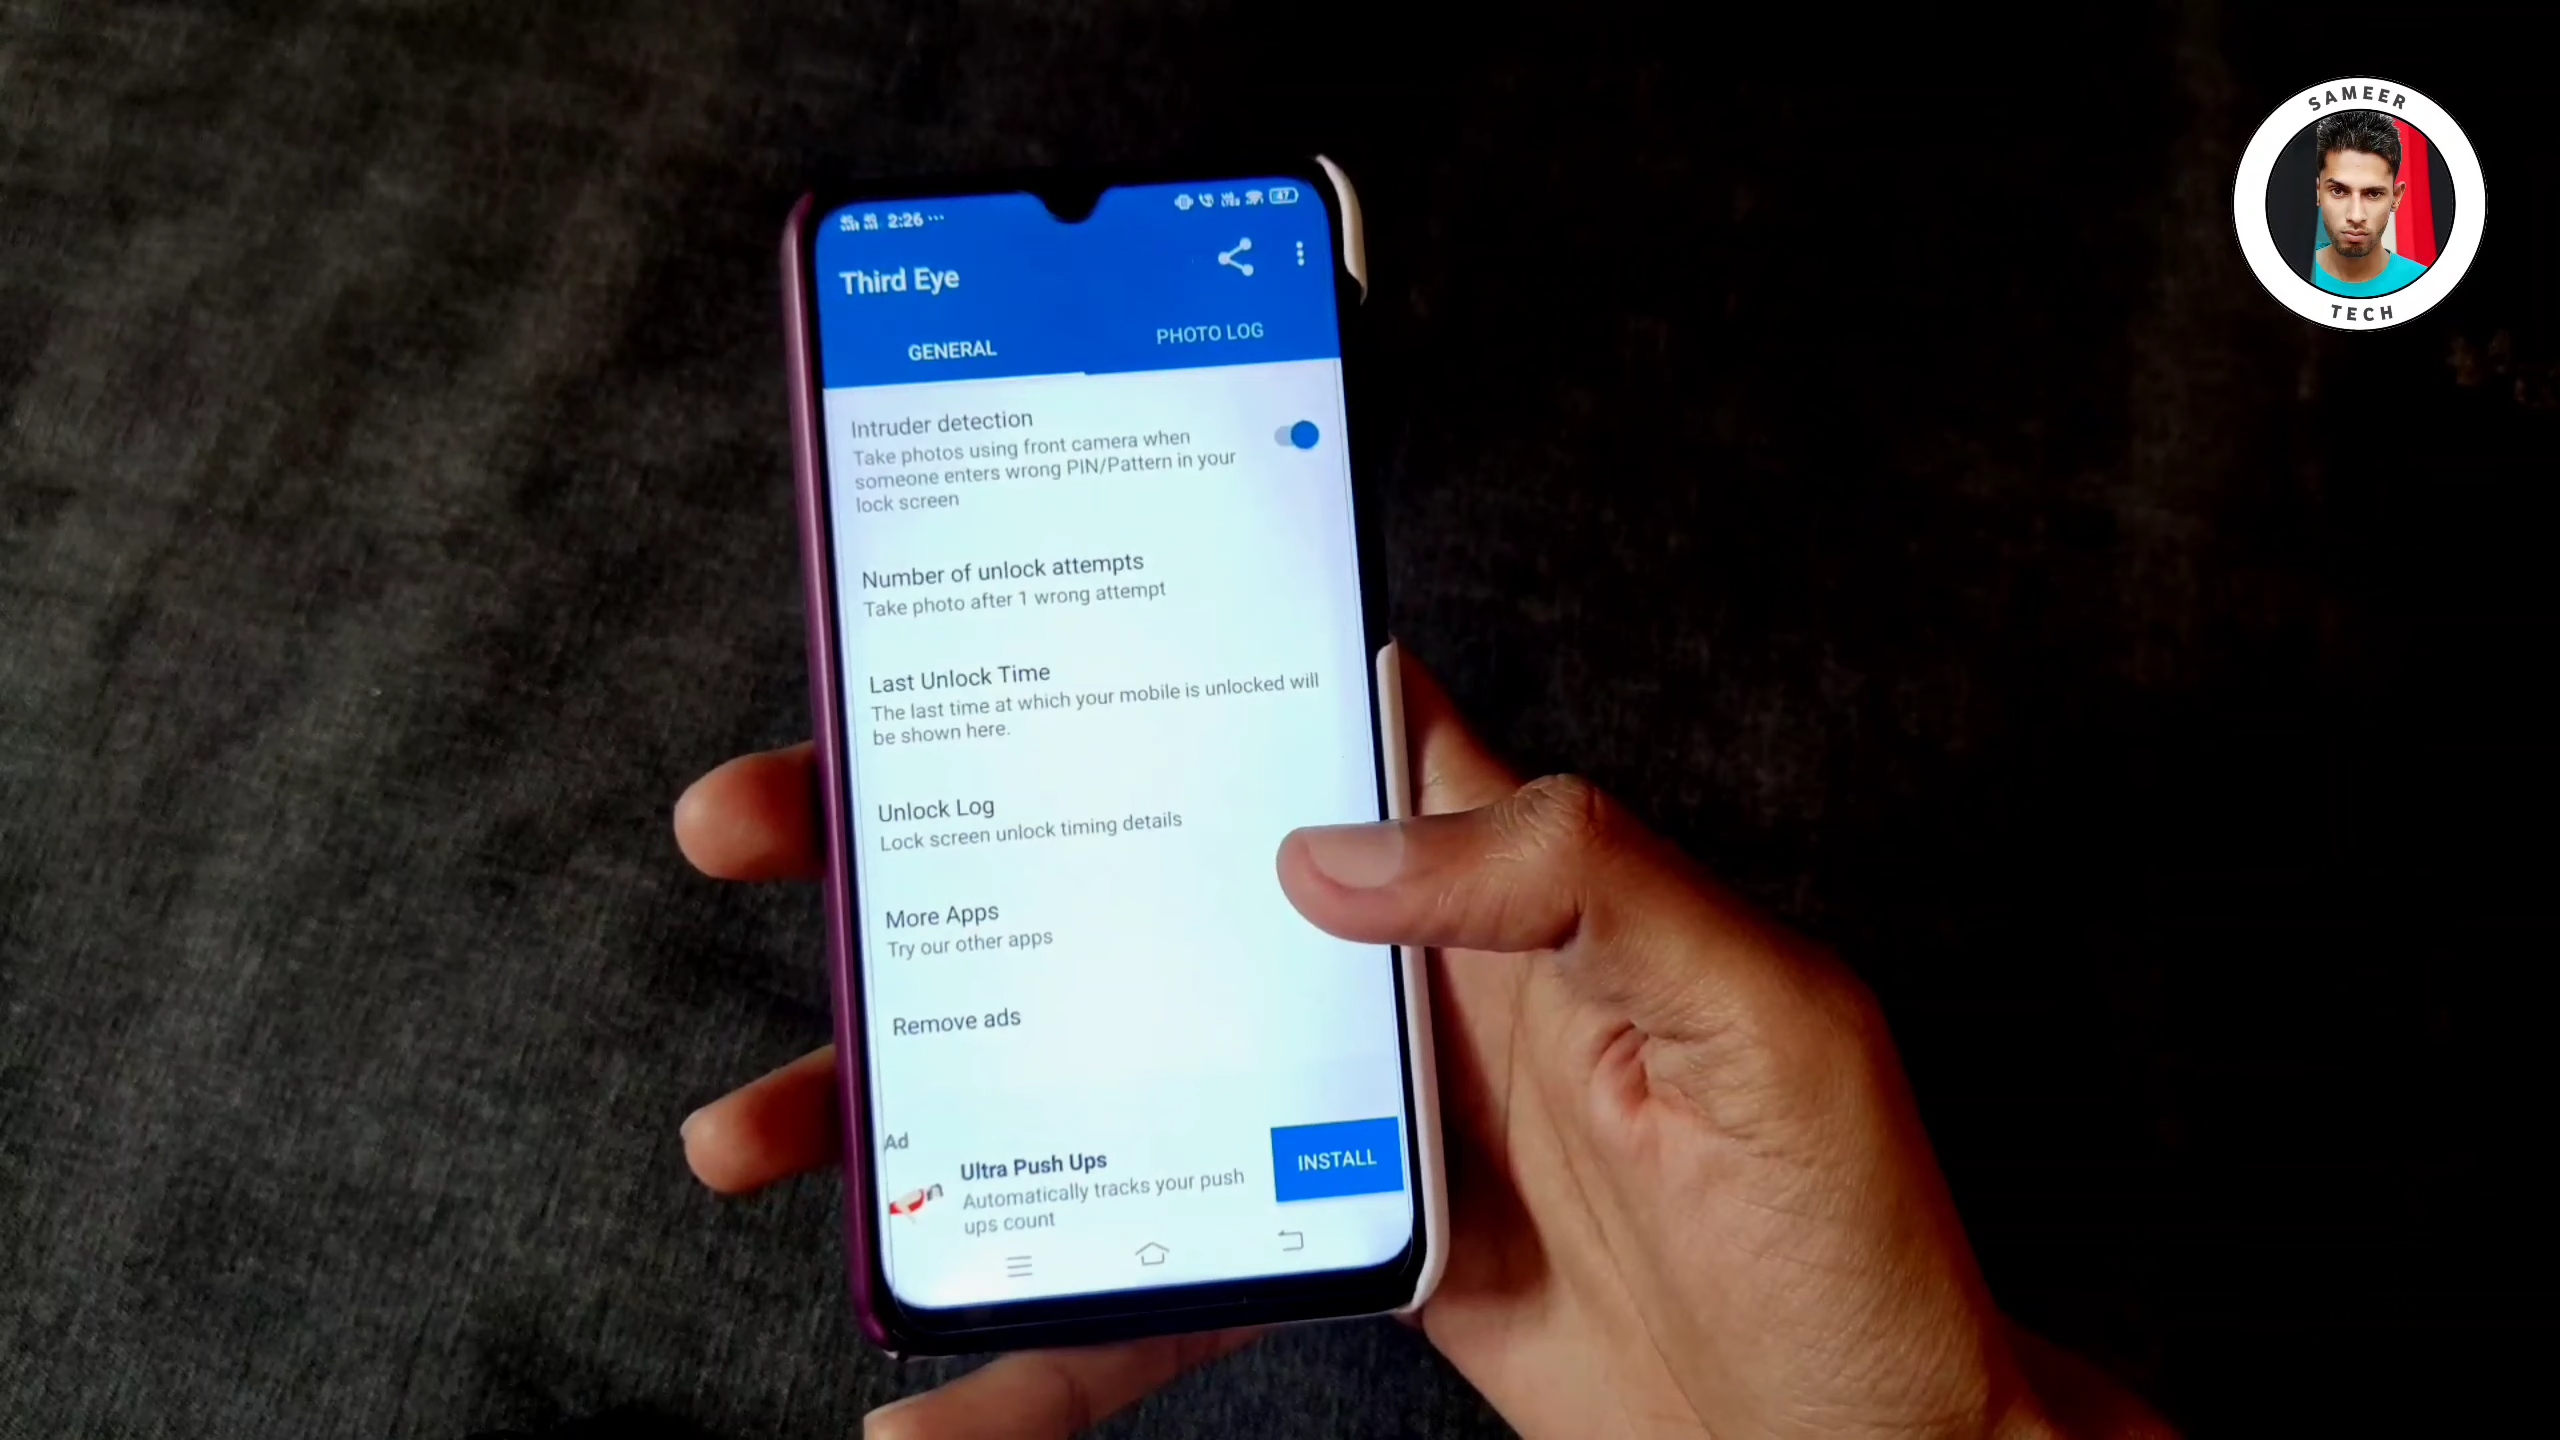 SAMEER
TECH
2:26 ...
47
Third Eye
GENERAL
PHOTO LOG
Intruder detection
Take photos using front camera when
someone enters wrong PIN/Pattern in your
lock screen
Number of unlock attempts
Take photo after 1 wrong attempt
Last Unlock Time
The last time at which your mobile is unlocked will
be shown here.
Unlock Log
Lock screen unlock timing details
More Apps
Try our other apps
Remove ads
Ad
Ultra Push Ups
Automatically tracks your push
ups count
INSTALL